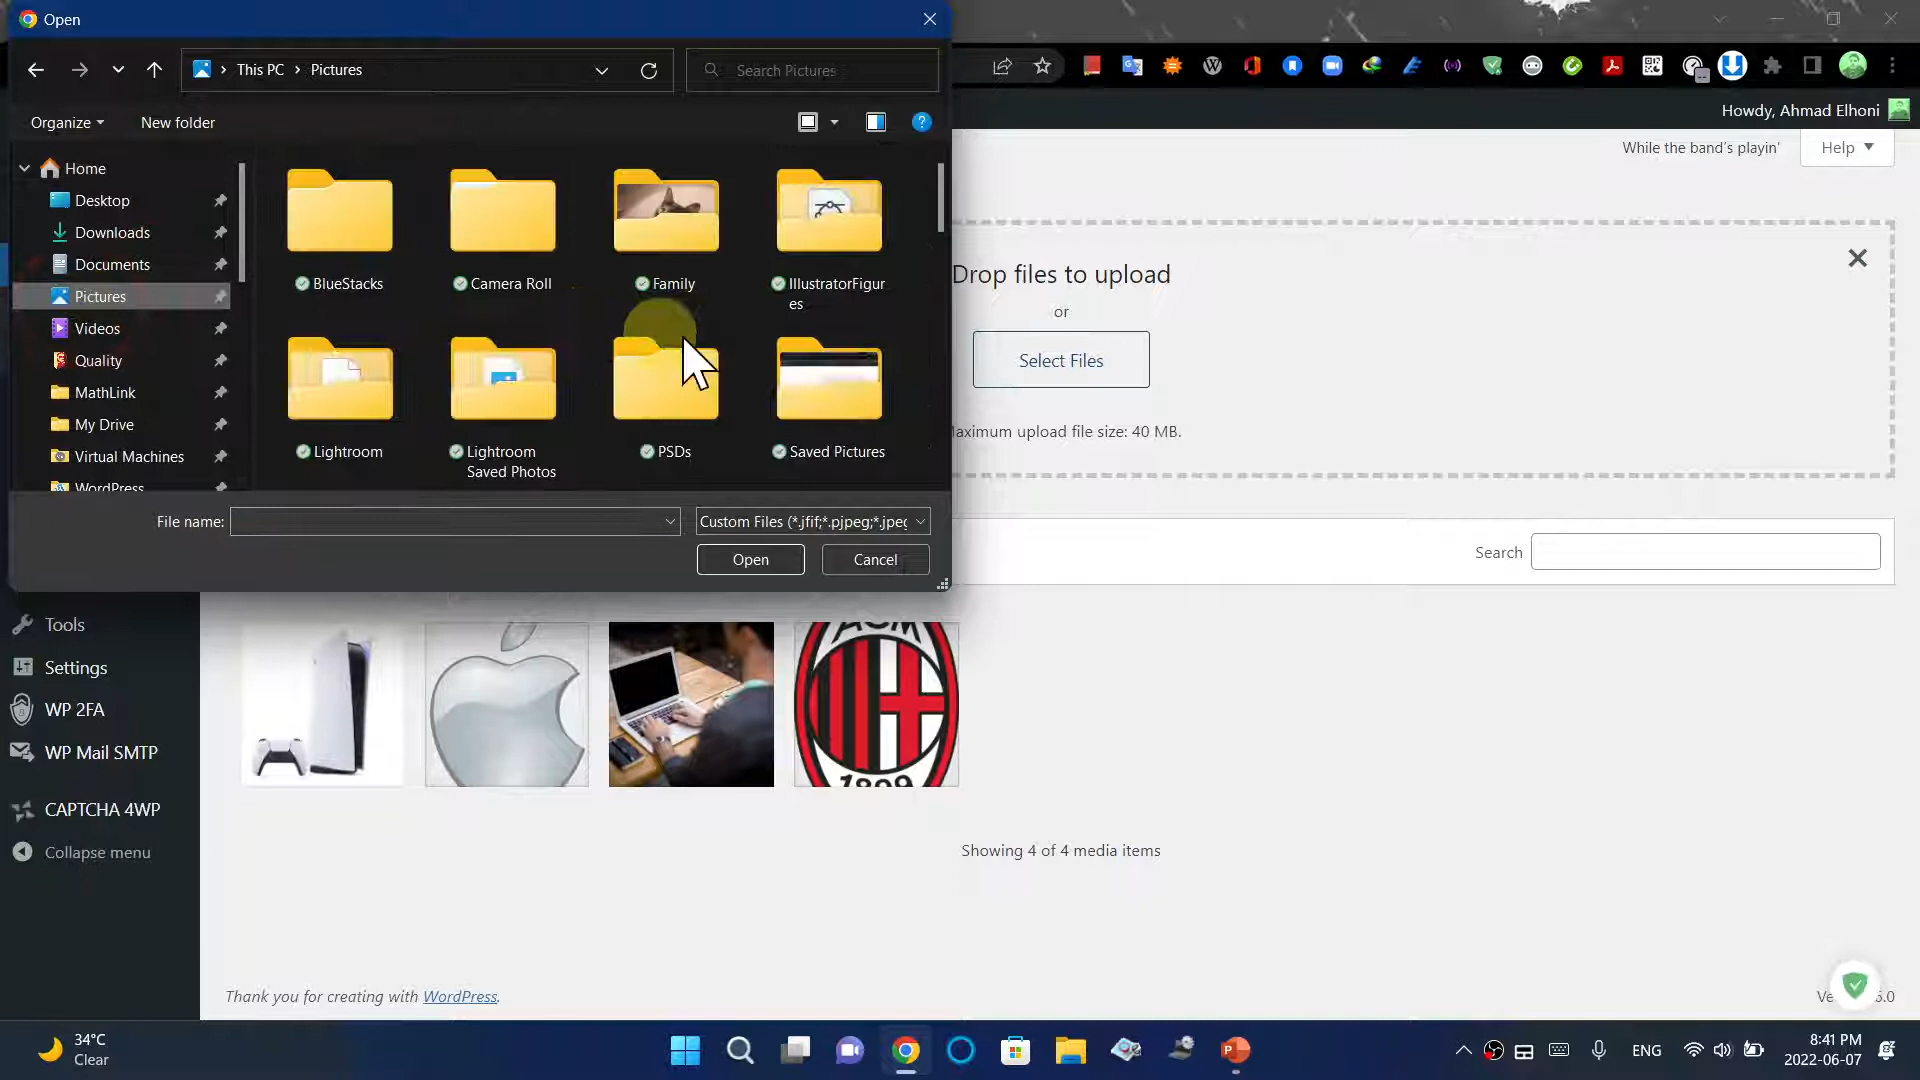 Open
This PC
Pictures
Search Pictures
Organize
New folder
Home
Desktop
Downloads
Documents
Pictures
Videos
Quality
MathLink
My Drive
Virtual Machines
WordPress
BlueStacks
Camera Roll
Family
IllustratorFigur
es
Lightroom
Lightroom
Saved Photos
PSDs
Saved Pictures
File name:
Custom Files (*.jfif;*.pjpeg;*.jpeg
Open
Cancel
Howdy, Ahmad Elhoni
While the band's playin'
Help
Drop files to upload
or
Select Files
Maximum upload file size: 40 MB.
Search
Tools
Settings
WP 2FA
WP Mail SMTP
CAPTCHA 4WP
Collapse menu
ACM
1899
Showing 4 of 4 media items
Thank you for creating with WordPress.
34°C
Clear
ENG
8:41 PM
2022-06-07